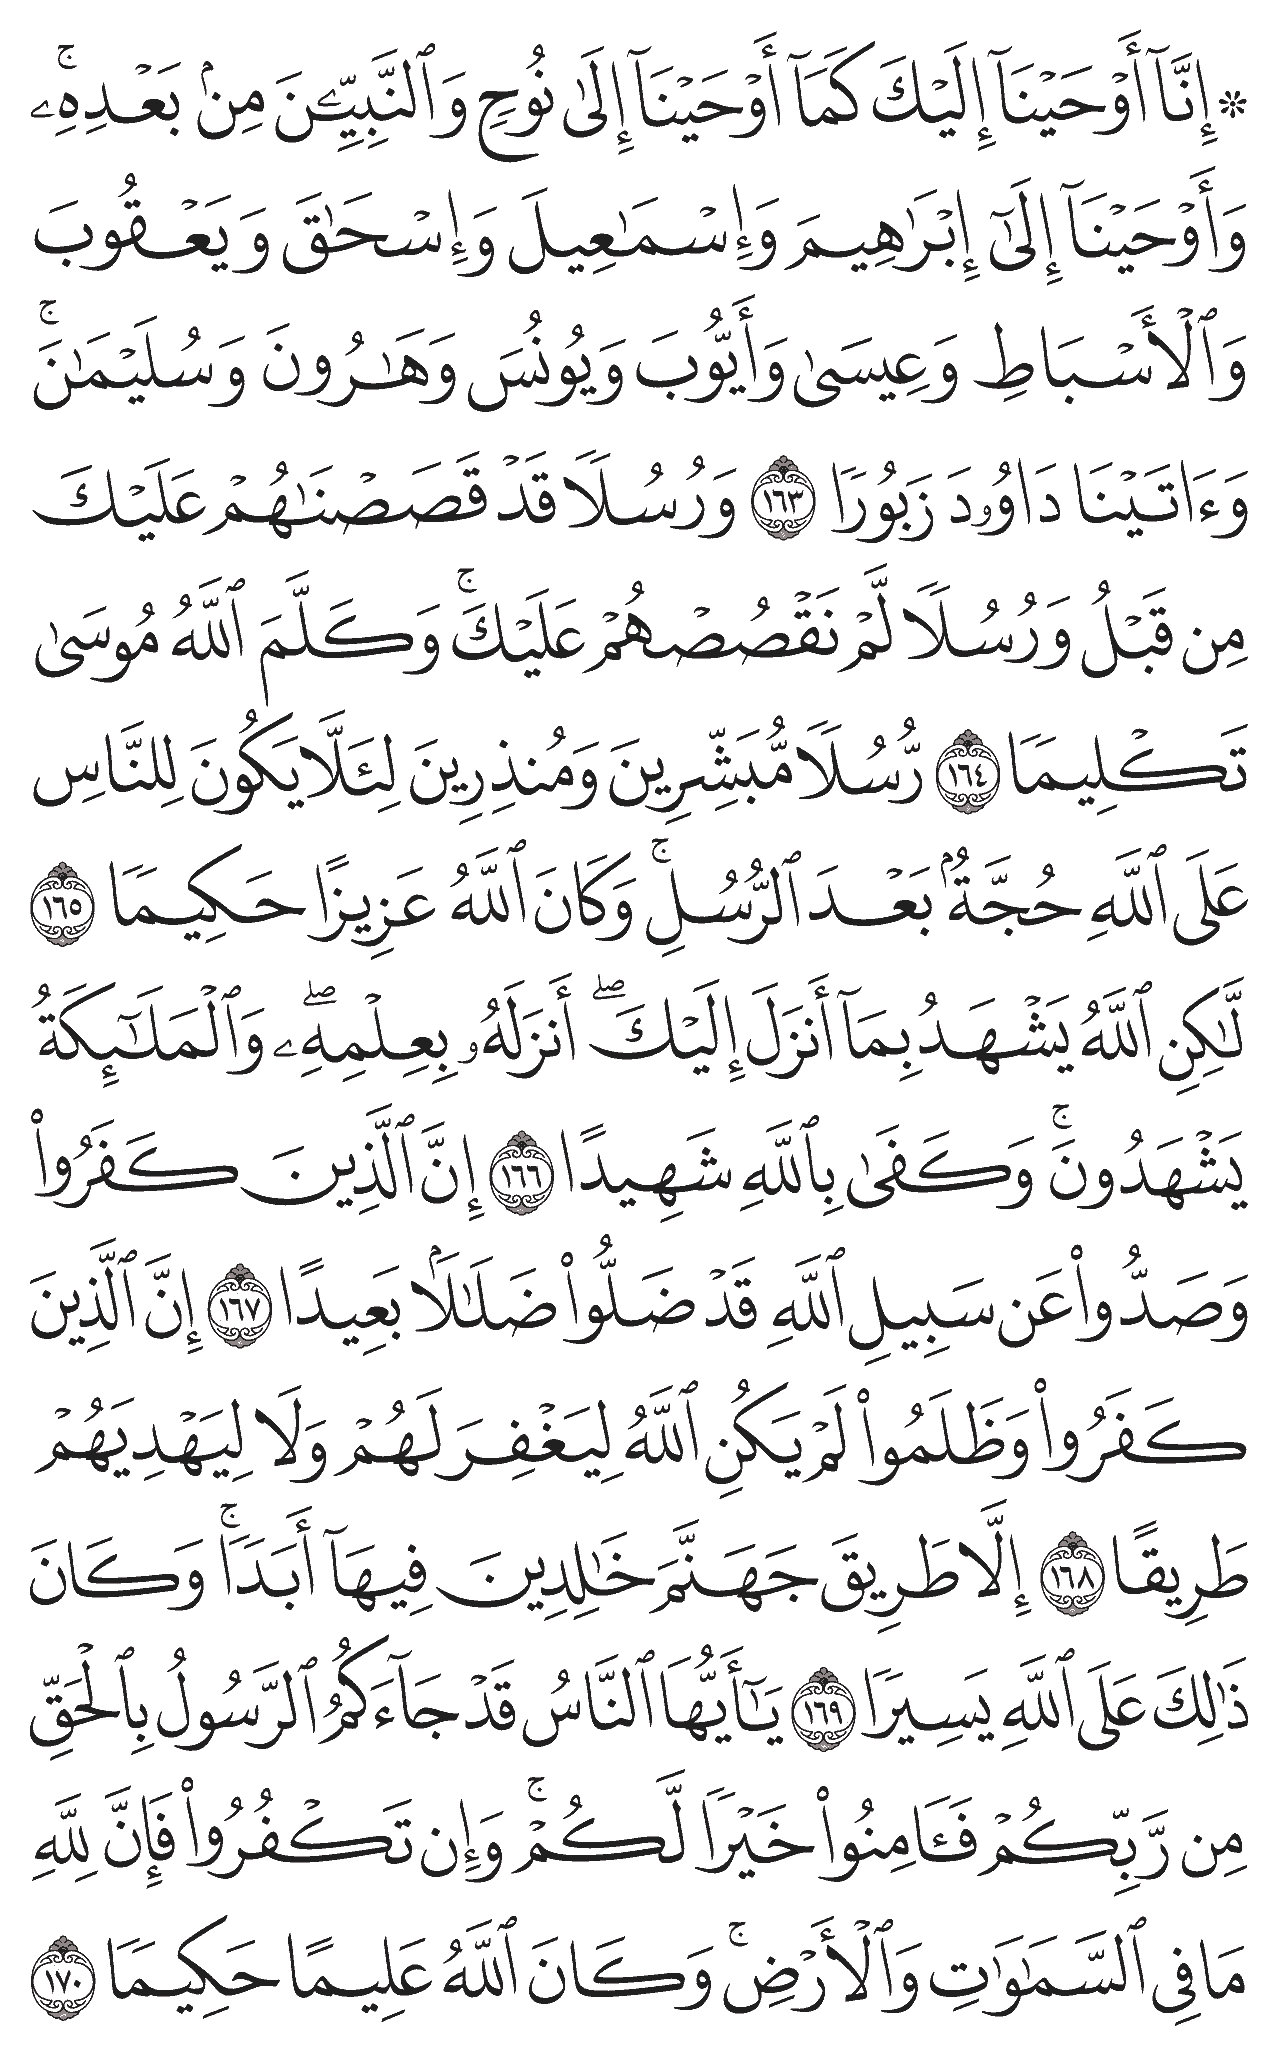 ۞ إِنَّآ أَوۡحَيۡنَآ إِلَيۡكَ كَمَآ أَوۡحَيۡنَآ إِلَىٰ نُوحٖ وَٱلنَّبِيِّـۧنَ مِنۢ بَعۡدِهِۦۚ
وَأَوۡحَيۡنَآ إِلَىٰٓ إِبۡرَٰهِيمَ وَإِسۡمَٰعِيلَ وَإِسۡحَٰقَ وَيَعۡقُوبَ
وَٱلۡأَسۡبَاطِ وَعِيسَىٰ وَأَيُّوبَ وَيُونُسَ وَهَٰرُونَ وَسُلَيۡمَٰنَۚ
وَءَاتَيۡنَا دَاوُۥدَ زَبُورٗا ١٦٣ وَرُسُلٗا قَدۡ قَصَصۡنَٰهُمۡ عَلَيۡكَ
مِن قَبۡلُ وَرُسُلٗا لَّمۡ نَقۡصُصۡهُمۡ عَلَيۡكَۚ وَكَلَّمَ ٱللَّهُ مُوسَىٰ
تَكۡلِيمٗا ١٦٤ رُّسُلٗا مُّبَشِّرِينَ وَمُنذِرِينَ لِئَلَّا يَكُونَ لِلنَّاسِ
عَلَى ٱللَّهِ حُجَّةُۢ بَعۡدَ ٱلرُّسُلِۚ وَكَانَ ٱللَّهُ عَزِيزًا حَكِيمٗا ١٦٥
لَّٰكِنِ ٱللَّهُ يَشۡهَدُ بِمَآ أَنزَلَ إِلَيۡكَۖ أَنزَلَهُۥ بِعِلۡمِهِۦۖ وَٱلۡمَلَٰٓئِكَةُ
يَشۡهَدُونَۚ وَكَفَىٰ بِٱللَّهِ شَهِيدًا ١٦٦ إِنَّ ٱلَّذِينَ كَفَرُواْ
وَصَدُّواْ عَن سَبِيلِ ٱللَّهِ قَدۡ ضَلُّواْ ضَلَٰلَۢا بَعِيدًا ١٦٧ إِنَّ ٱلَّذِينَ
كَفَرُواْ وَظَلَمُواْ لَمۡ يَكُنِ ٱللَّهُ لِيَغۡفِرَ لَهُمۡ وَلَا لِيَهۡدِيَهُمۡ
طَرِيقًا ١٦٨ إِلَّا طَرِيقَ جَهَنَّمَ خَٰلِدِينَ فِيهَآ أَبَدٗاۚ وَكَانَ
ذَٰلِكَ عَلَى ٱللَّهِ يَسِيرٗا ١٦٩ يَٰٓأَيُّهَا ٱلنَّاسُ قَدۡ جَآءَكُمُ ٱلرَّسُولُ بِٱلۡحَقِّ
مِن رَّبِّكُمۡ فَـَٔامِنُواْ خَيۡرٗا لَّكُمۡۚ وَإِن تَكۡفُرُواْ فَإِنَّ لِلَّهِ
مَا فِي ٱلسَّمَٰوَٰتِ وَٱلۡأَرۡضِۚ وَكَانَ ٱللَّهُ عَلِيمًا حَكِيمٗا ١٧٠